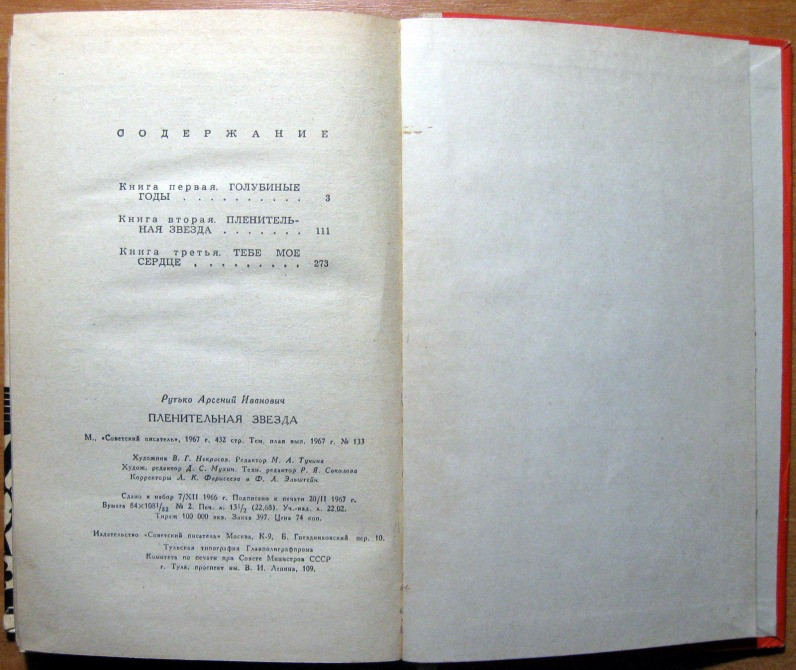 СОДЕРЖАНИЕ
Книга первая. ГОЛУБИНЫЕ
ГОДЫ . . . . . . . . . . 3
Книга вторая. ПЛЕНИТЕЛЬ-
НАЯ ЗВЕЗДА . . . . . . . 111
Книга третья. ТЕБЕ МОЕ
СЕРДЦЕ . . . . . . . . . 273
Рутько Арсений Иванович
ПЛЕНИТЕЛЬНАЯ ЗВЕЗДА
М., «Советский писатель», 1967 г. 432 стр. Тем. план вып. 1967 г. № 133
Художник В. Г. Некрасов. Редактор М. А. Тунина
Худож. редактор Д. С. Мухин. Техн. редактор Р. Я. Соколова
Корректоры Л. К. Фарисеева и Ф. А. Эльштейн.
Сдано в набор 7/XII 1966 г. Подписано к печати 20/II 1967 г.
Бумага 84×108 1/32 № 2. Печ. л. 13 1/2 (22,68). Уч.-изд. л. 22,02.
Тираж 100 000 экз. Заказ 397. Цена 74 коп.
Издательство «Советский писатель» Москва, К-9, Б. Гнездниковский пер. 10.
Тульская типография Главполиграфпрома
Комитета по печати при Совете Министров СССР
г. Тула, проспект им. В. И. Ленина, 109.